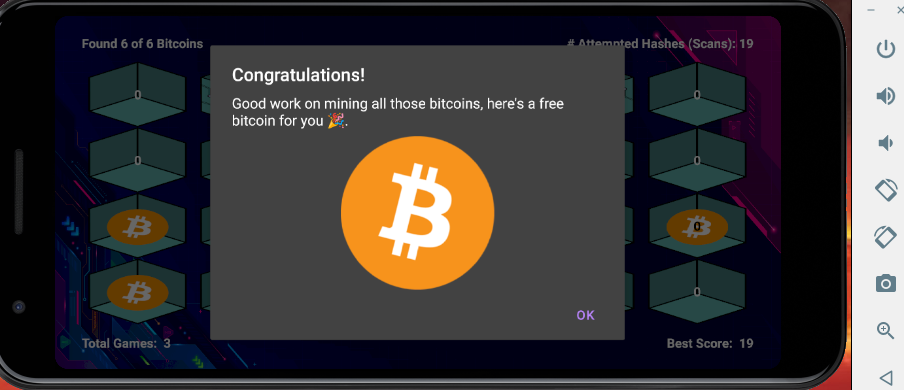 Found 6 of 6 Bitcoins
# Attempted Hashes (Scans): 19
Congratulations!
Good work on mining all those bitcoins, here's a free
bitcoin for you 🎉.
0
0
0
0
0
0
OK
Total Games: 3
Best Score: 19